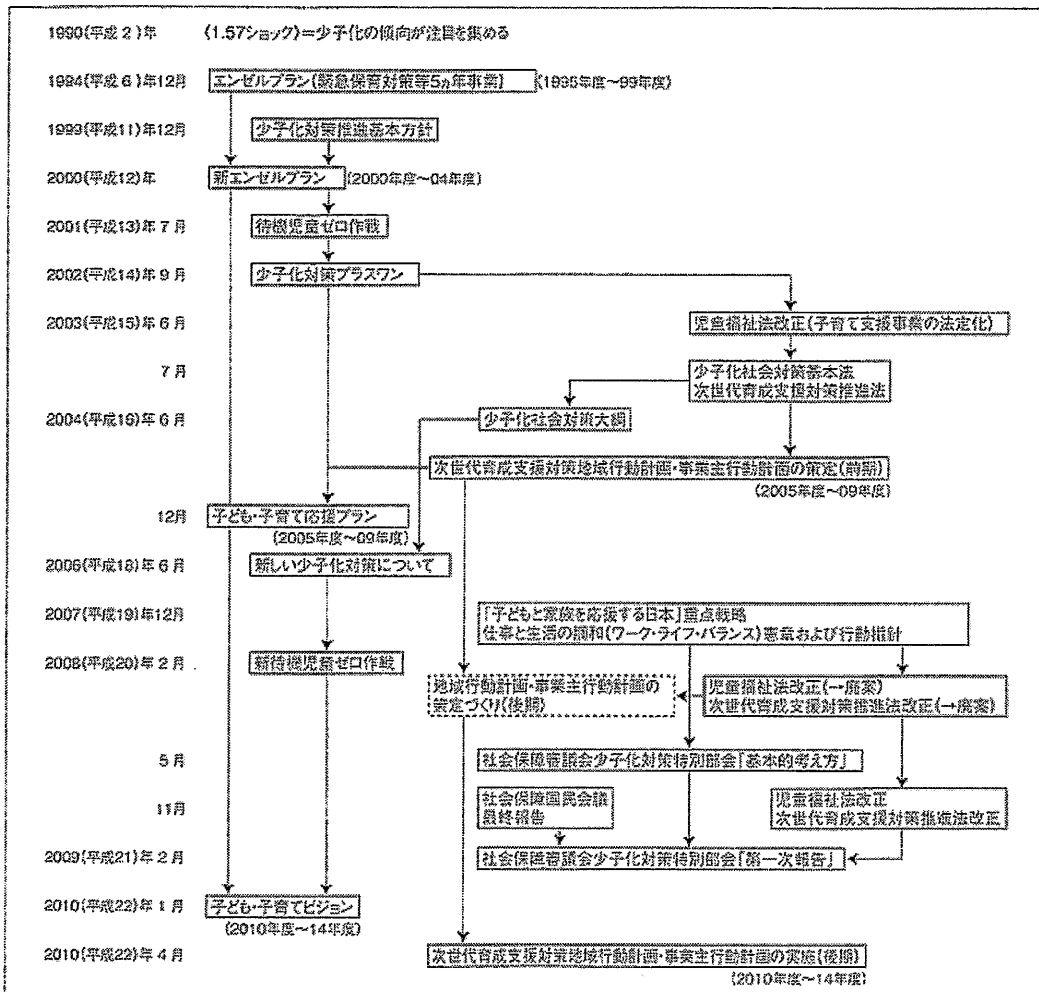 1990(平成2)年 〈1.57ショック〉=少子化の傾向が注目を集める
1994(平成6)年12月 エンゼルプラン(緊急保育対策等5ヵ年事業) (1995年度~99年度)
1999(平成11)年12月 少子化対策推進基本方針
2000(平成12)年 新エンゼルプラン (2000年度~04年度)
2001(平成13)年7月 待機児童ゼロ作戦
2002(平成14)年9月 少子化対策プラスワン
2003(平成15)年6月 児童福祉法改正(子育て支援事業の法定化)
7月 少子化社会対策基本法
次世代育成支援対策推進法
2004(平成16)年6月 少子化社会対策大綱
次世代育成支援対策地域行動計画・事業主行動計画の策定(前期)
(2005年度~09年度)
12月 子ども・子育て応援プラン
(2005年度~09年度)
2006(平成18)年6月 新しい少子化対策について
2007(平成19)年12月 「子どもと家族を応援する日本」重点戦略
仕事と生活の調和(ワーク・ライフ・バランス)憲章および行動指針
2008(平成20)年2月 新待機児童ゼロ作戦
地域行動計画・事業主行動計画の
策定づくり(後期)
児童福祉法改正(→廃案)
次世代育成支援対策推進法改正(→廃案)
5月 社会保障審議会少子化対策特別部会「基本的考え方」
11月 社会保障国民会議
最終報告
児童福祉法改正
次世代育成支援対策推進法改正
2009(平成21)年2月 社会保障審議会少子化対策特別部会「第一次報告」
2010(平成22)年1月 子ども・子育てビジョン
(2010年度~14年度)
2010(平成22)年4月 次世代育成支援対策地域行動計画・事業主行動計画の実施(後期)
(2010年度~14年度)